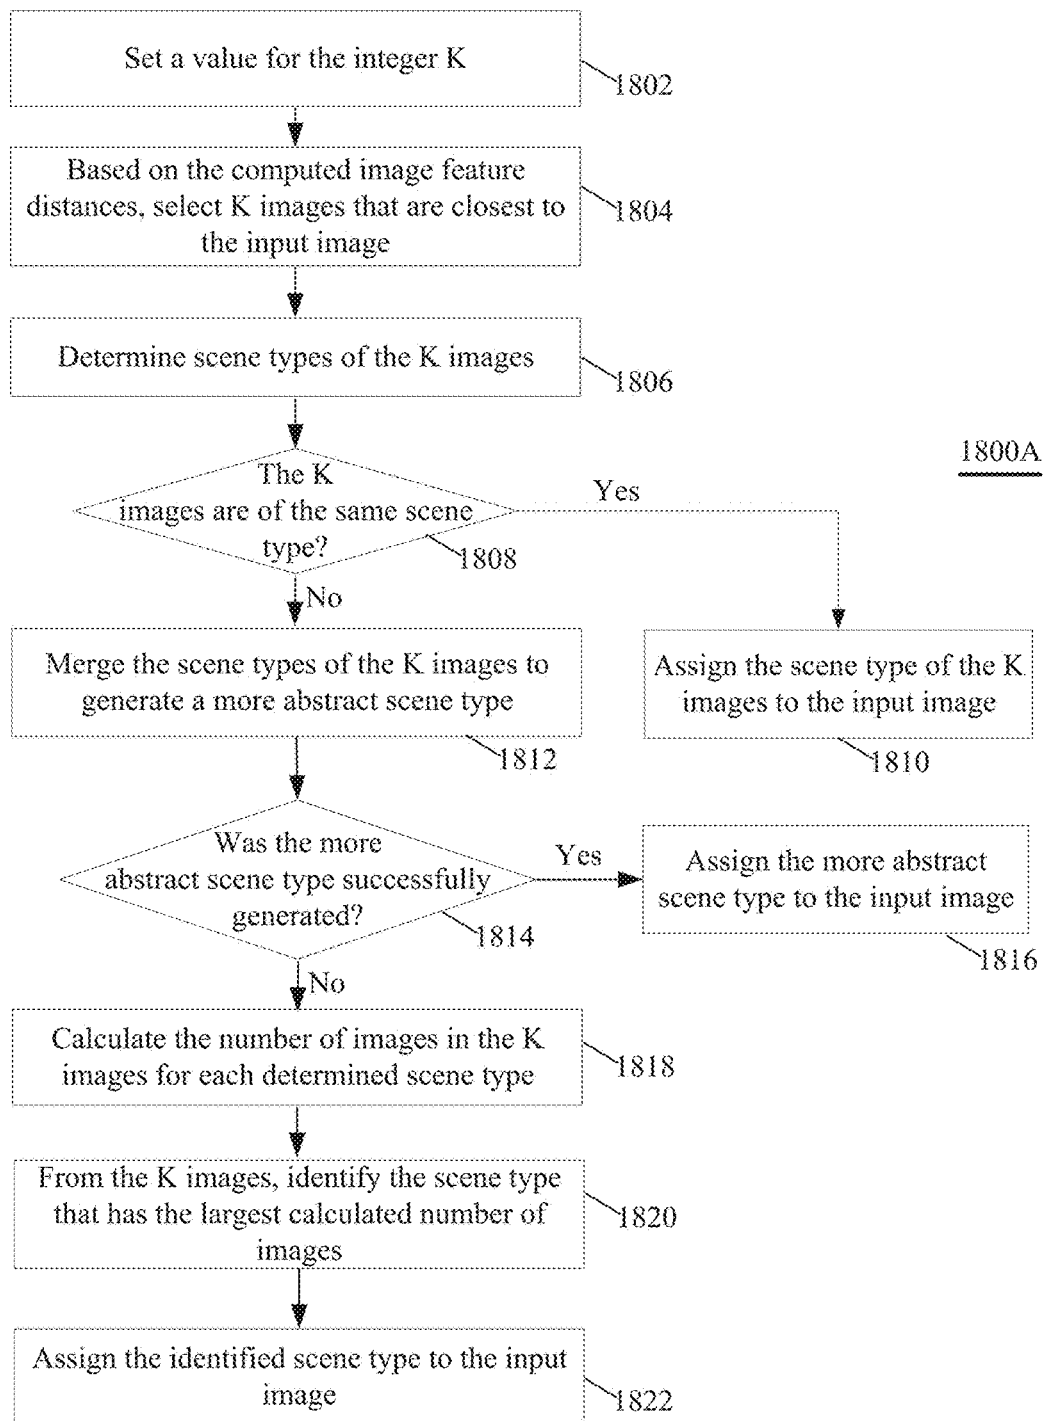 Set a value for the integer K
1802
Based on the computed image feature
distances, select K images that are closest to
the input image
1804
Determine scene types of the K images
1806
1800A
The K
images are of the same scene
type?
1808
Yes
No
Merge the scene types of the K images to
generate a more abstract scene type
1812
Assign the scene type of the K
images to the input image
1810
Was the more
abstract scene type successfully
generated?
1814
Yes
Assign the more abstract
scene type to the input image
1816
No
Calculate the number of images in the K
images for each determined scene type
1818
From the K images, identify the scene type
that has the largest calculated number of
images
1820
Assign the identified scene type to the input
image
1822